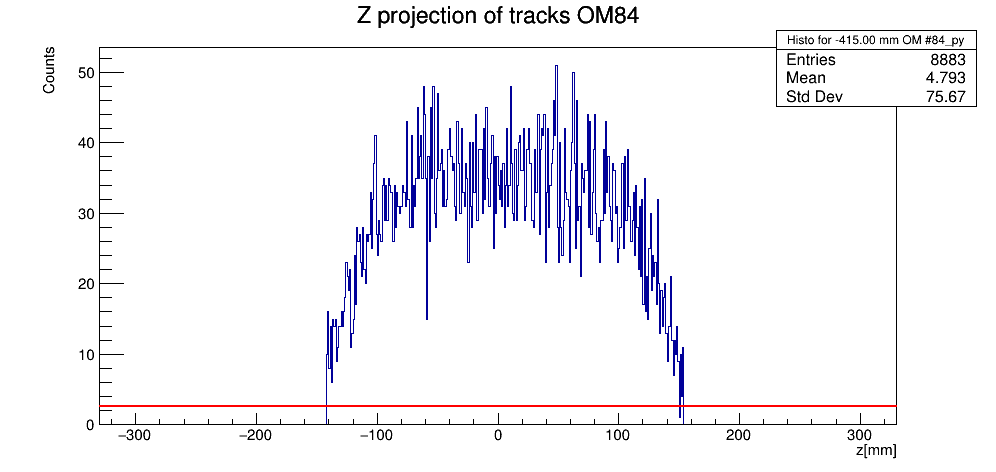 Z projection of tracks OM84
Histo for -415.00 mm OM #84_py
Entries 8883
Mean 4.793
Std Dev 75.67
Counts
50
40
30
20
10
0
−300 −200 −100 0 100 200 300
z[mm]